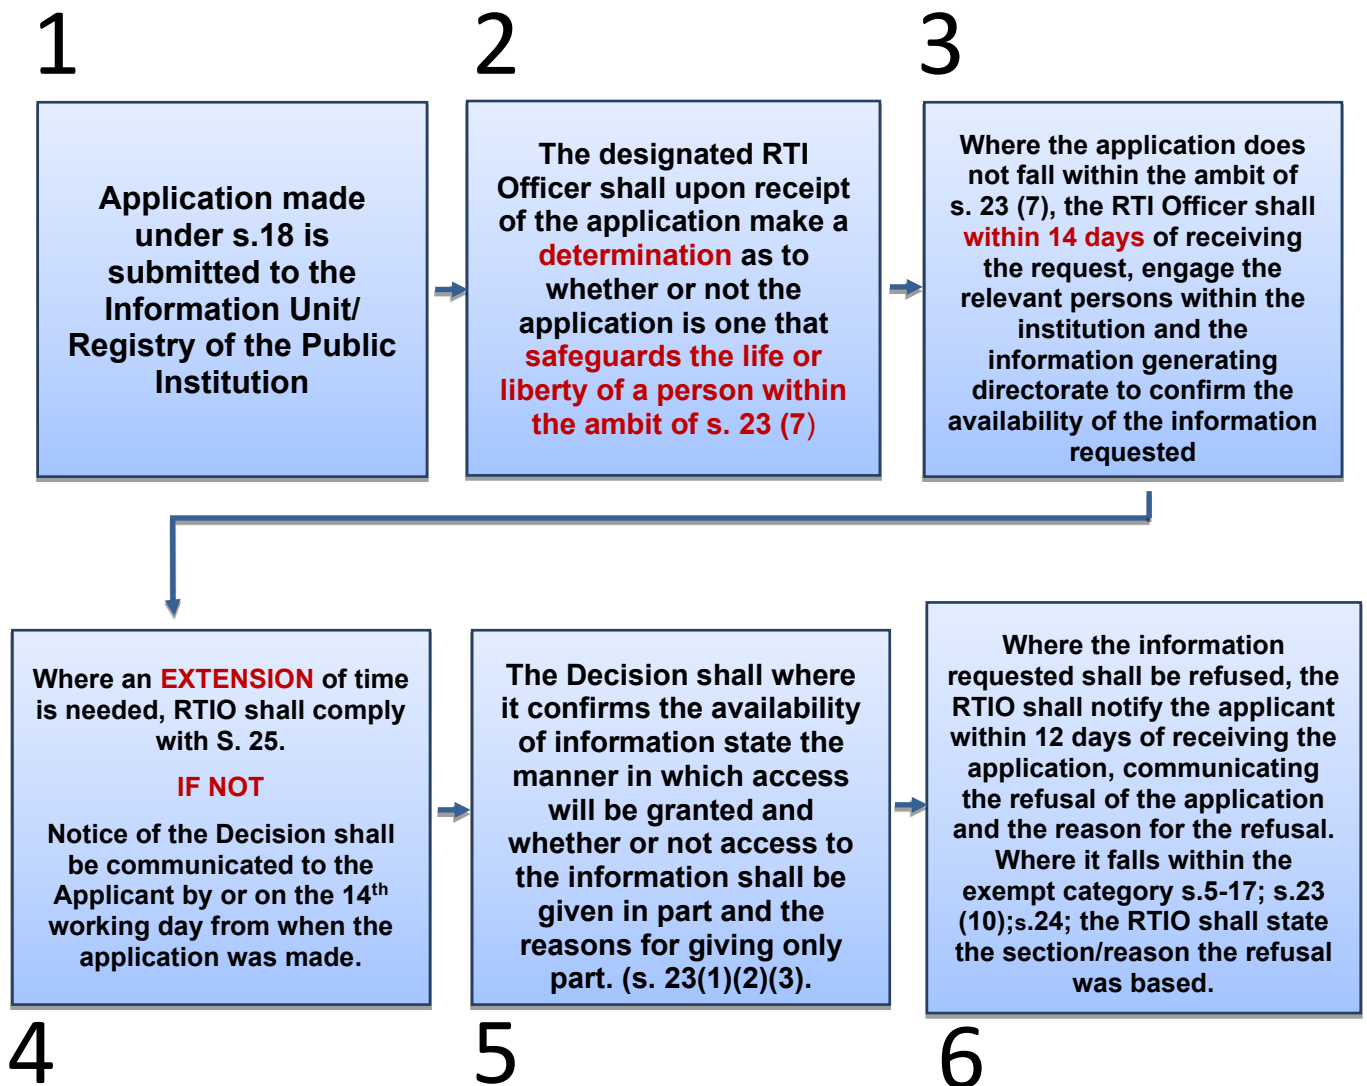 1
2
3
Application made
under s.18 is
submitted to the
Information Unit/
Registry of the Public
Institution
The designated RTI
Officer shall upon receipt
of the application make a
determination as to
whether or not the
application is one that
safeguards the life or
liberty of a person within
the ambit of s. 23 (7)
Where the application does
not fall within the ambit of
s. 23 (7), the RTI Officer shall
within 14 days of receiving
the request, engage the
relevant persons within the
institution and the
information generating
directorate to confirm the
availability of the information
requested
Where an EXTENSION of time
is needed, RTIO shall comply
with S. 25.
IF NOT
Notice of the Decision shall
be communicated to the
Applicant by or on the 14th
working day from when the
application was made.
The Decision shall where
it confirms the availability
of information state the
manner in which access
will be granted and
whether or not access to
the information shall be
given in part and the
reasons for giving only
part. (s. 23(1)(2)(3).
Where the information
requested shall be refused, the
RTIO shall notify the applicant
within 12 days of receiving the
application, communicating
the refusal of the application
and the reason for the refusal.
Where it falls within the
exempt category s.5-17; s.23
(10);s.24; the RTIO shall state
the section/reason the refusal
was based.
4
5
6